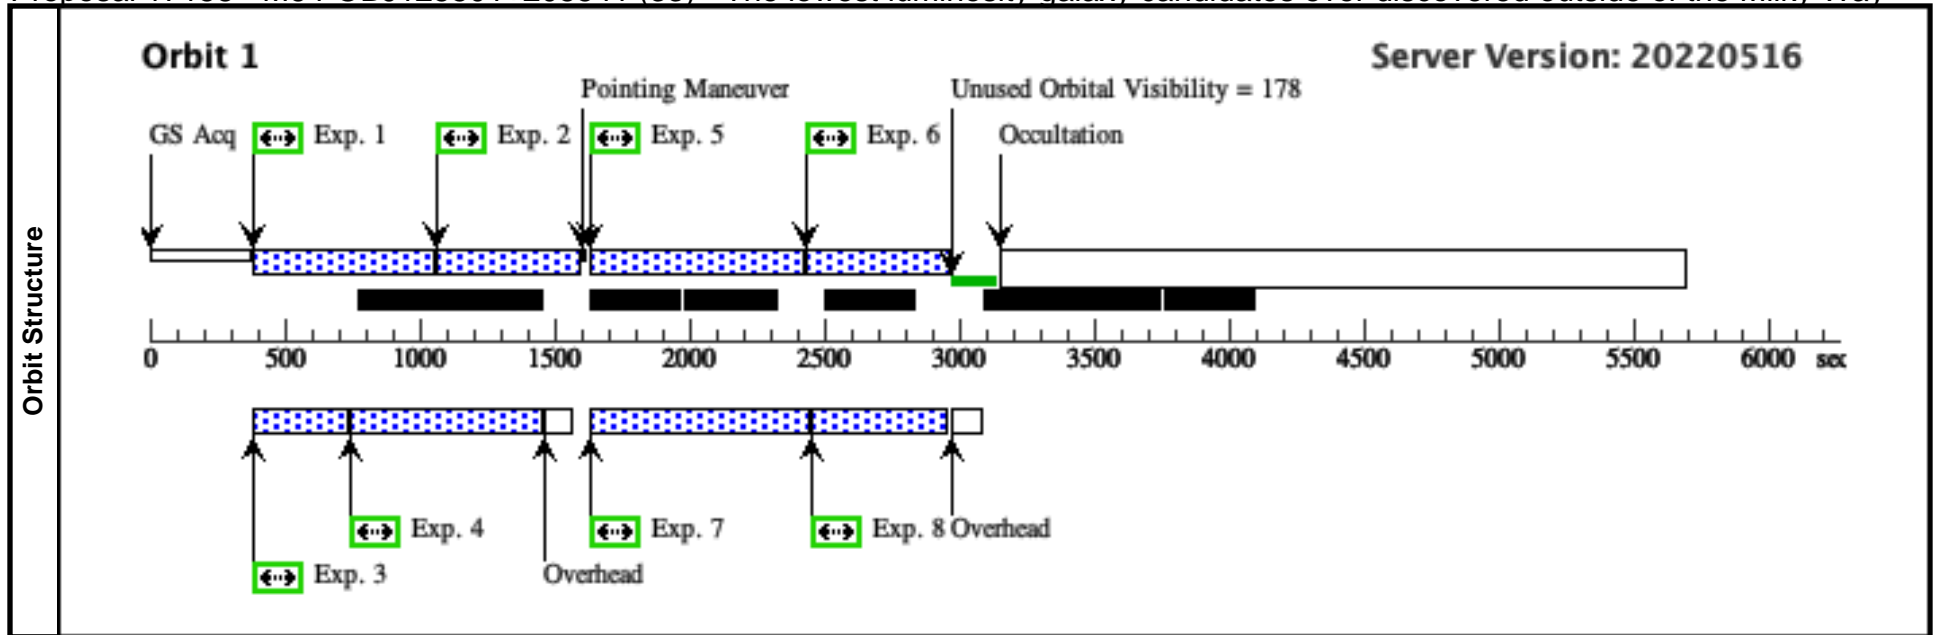 Orbit 1
Server Version: 20220516
Pointing Maneuver
Unused Orbital Visibility = 178
GS Acq
Exp. 1
Exp. 2
Exp. 5
Exp. 6
Occultation
Orbit Structure
0 500 1000 1500 2000 2500 3000 3500 4000 4500 5000 5500 6000 sec
Exp. 4
Exp. 7
Exp. 8
Overhead
Exp. 3
Overhead